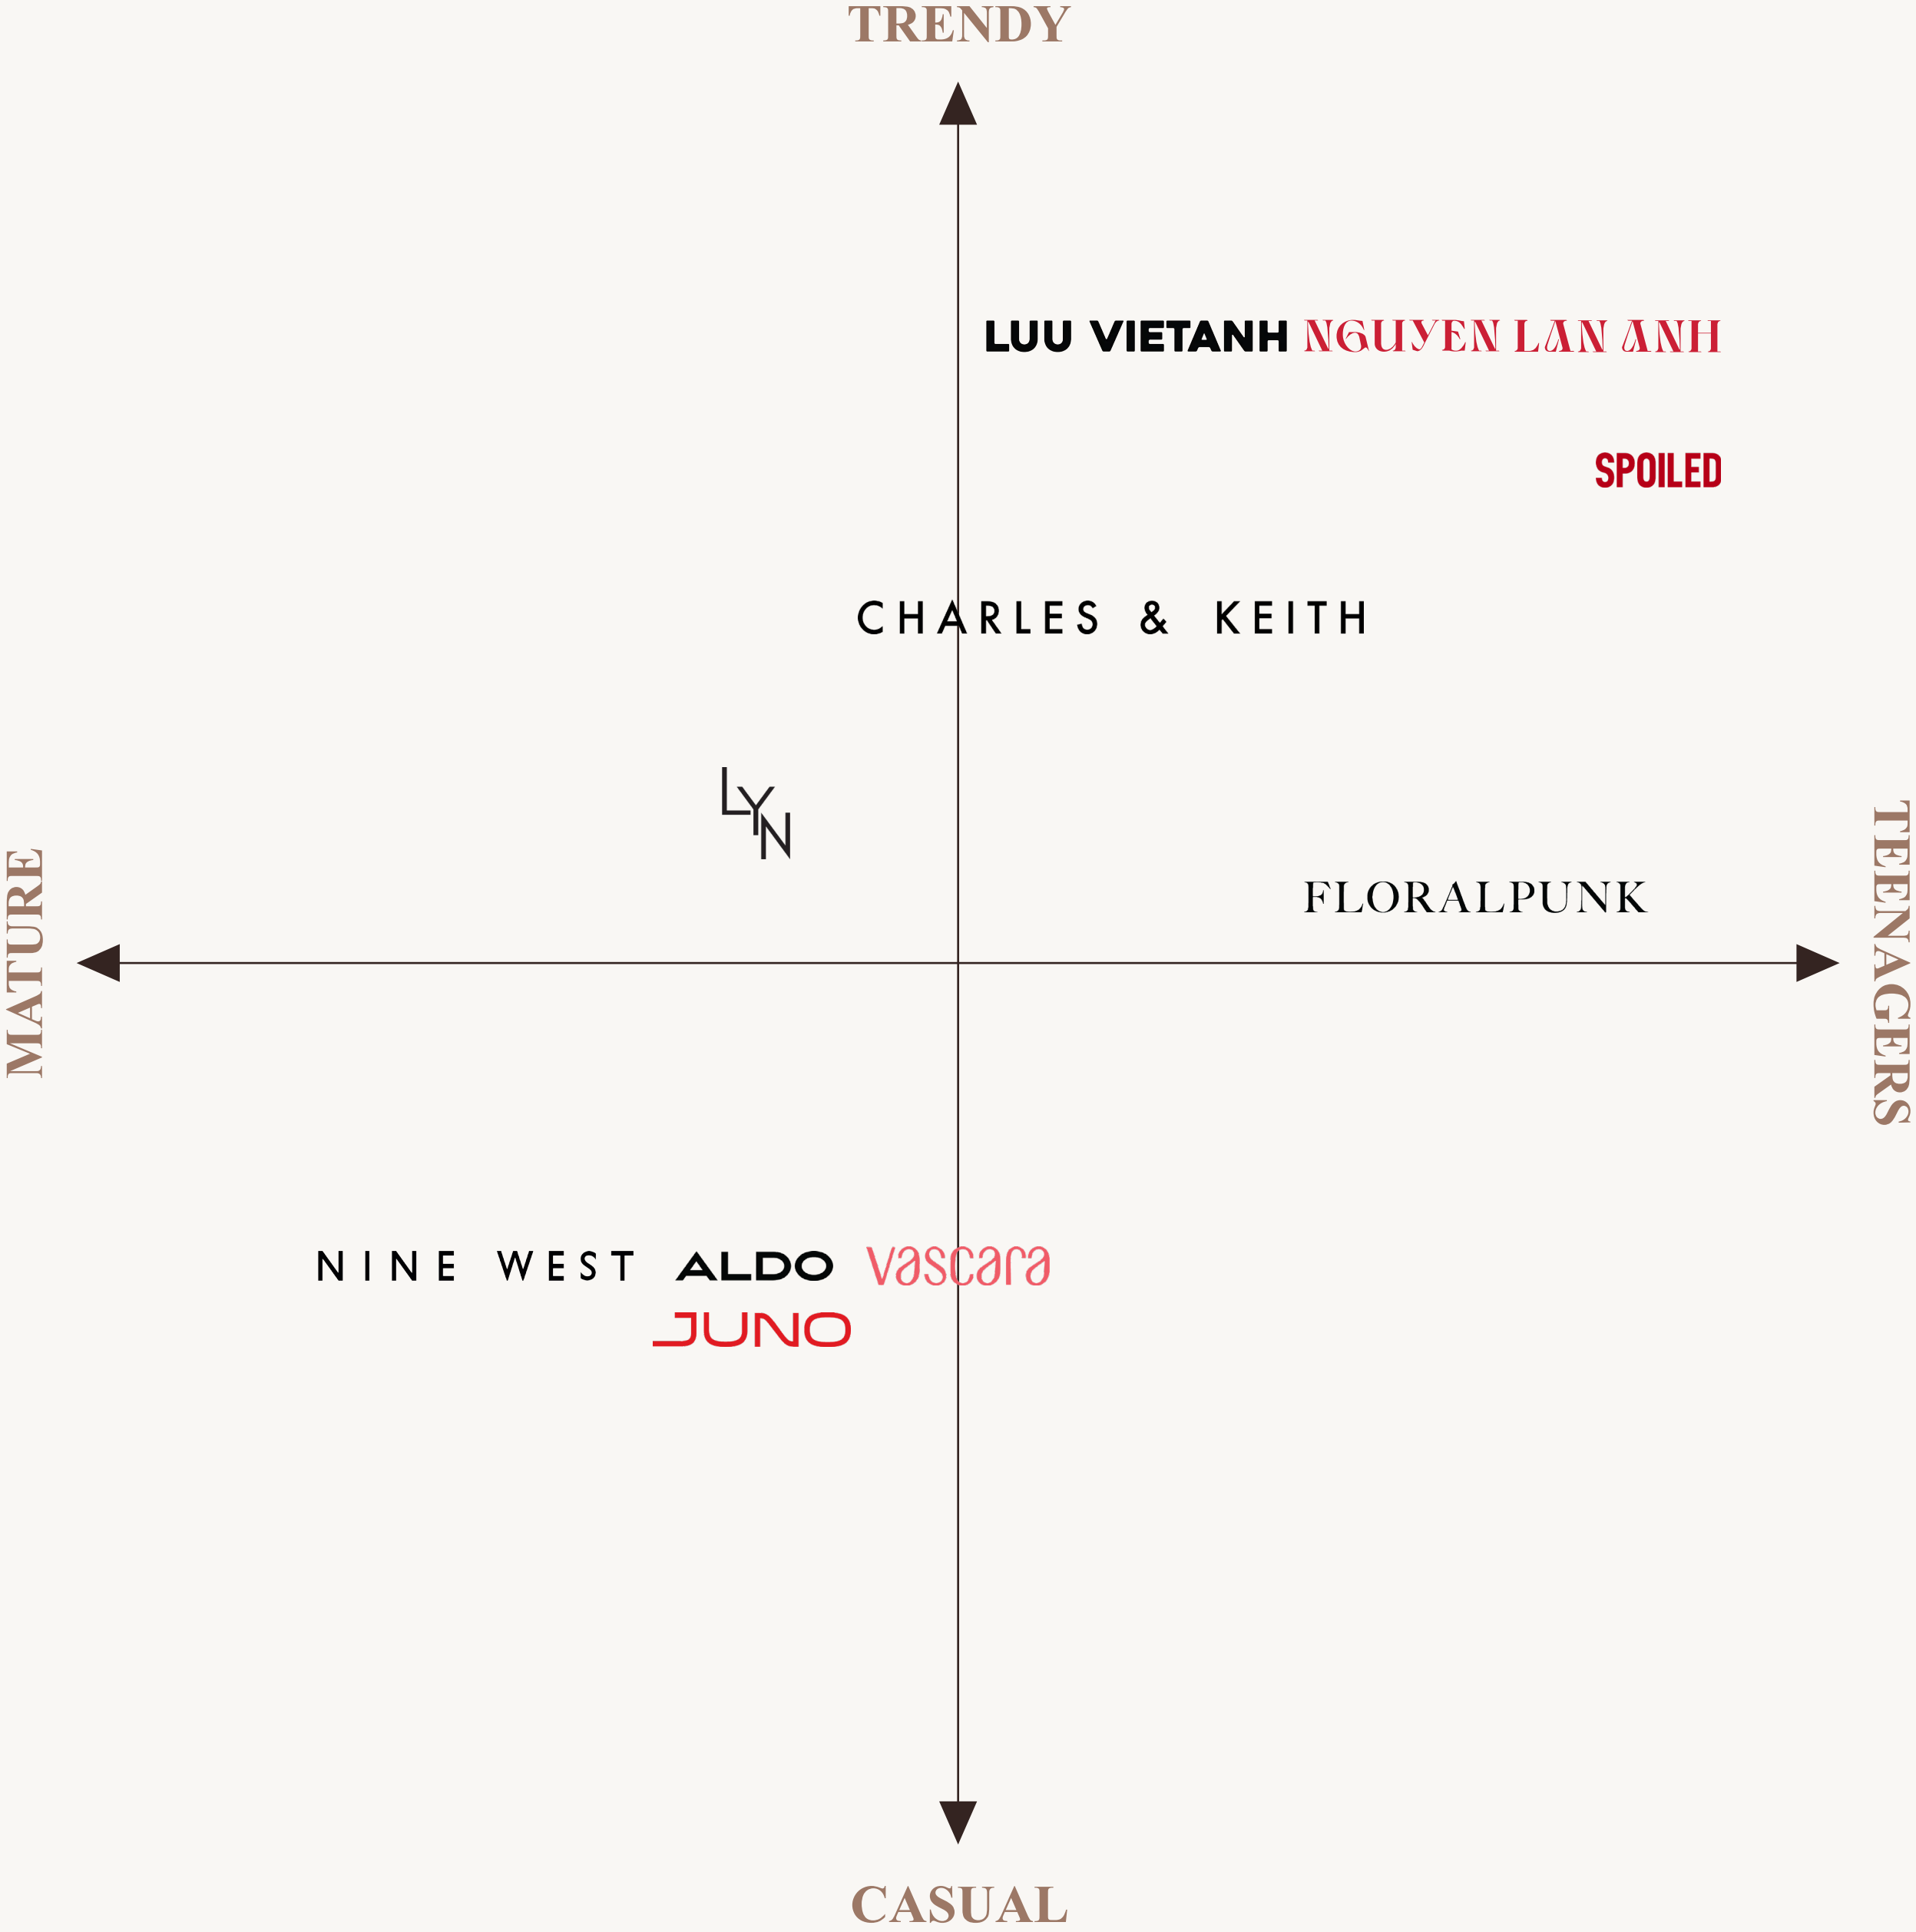 TRENDY
LUU VIETANH NGUYEN LAN ANH
SPOILED
CHARLES & KEITH
LYN
FLORALPUNK
MATURE
TEENAGERS
NINE WEST ALDO vascara
JUNO
CASUAL